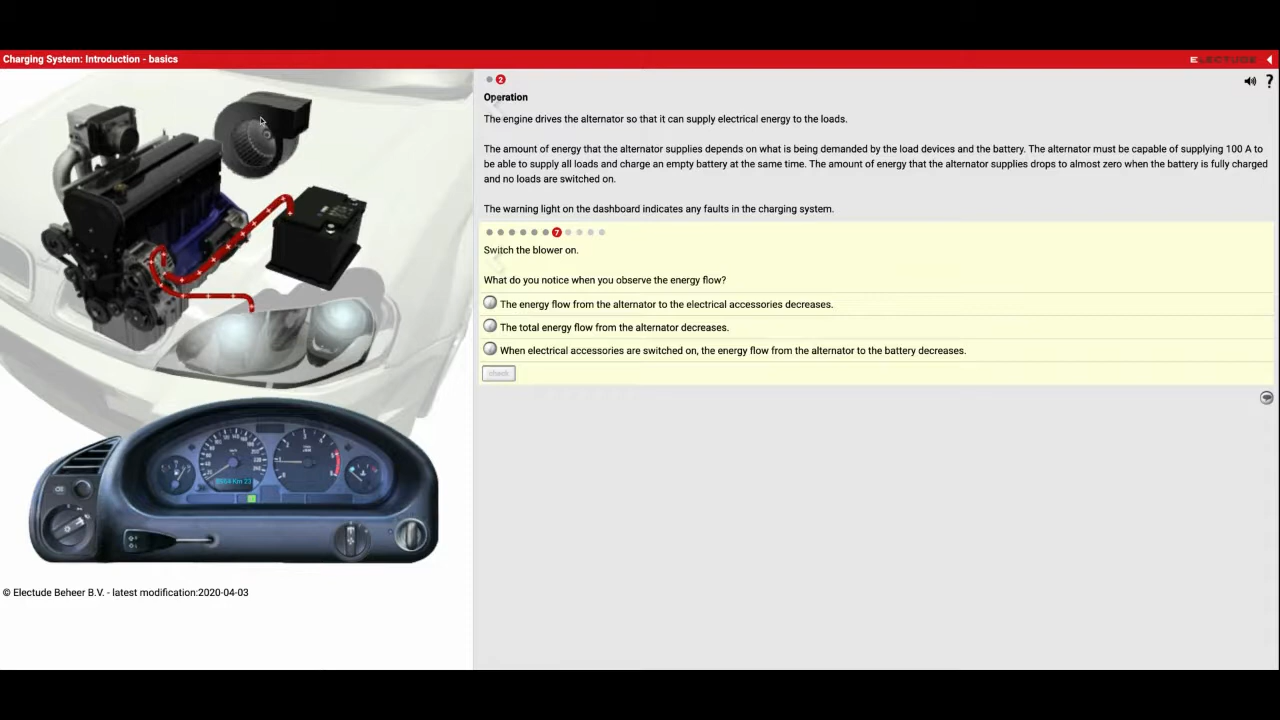 Charging System: Introduction - basics
ELECTUDE
2
Operation
The engine drives the alternator so that it can supply electrical energy to the loads.
The amount of energy that the alternator supplies depends on what is being demanded by the load devices and the battery. The alternator must be capable of supplying 100 A to
be able to supply all loads and charge an empty battery at the same time. The amount of energy that the alternator supplies drops to almost zero when the battery is fully charged
and no loads are switched on.
The warning light on the dashboard indicates any faults in the charging system.
7
Switch the blower on.
What do you notice when you observe the energy flow?
The energy flow from the alternator to the electrical accessories decreases.
The total energy flow from the alternator decreases.
When electrical accessories are switched on, the energy flow from the alternator to the battery decreases.
check
© Electude Beheer B.V. - latest modification:2020-04-03